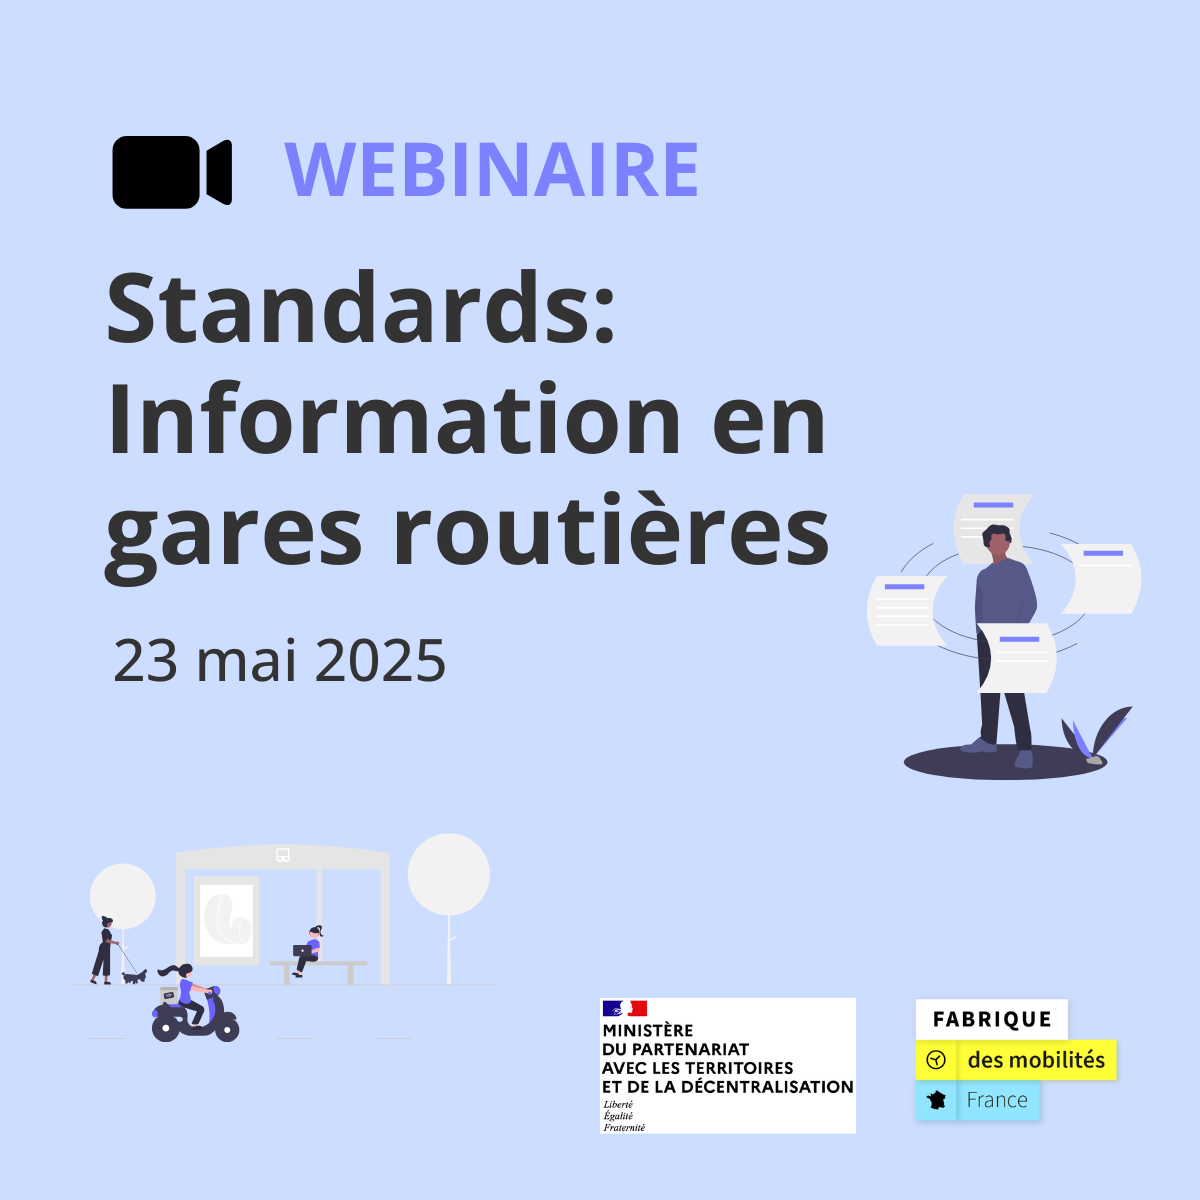 WEBINAIRE
Standards:
Information en
gares routières
23 mai 2025
MINISTÈRE
DU PARTENARIAT
AVEC LES TERRITOIRES
ET DE LA DÉCENTRALISATION
Liberté
Égalité
Fraternité
FABRIQUE
des mobilités
France